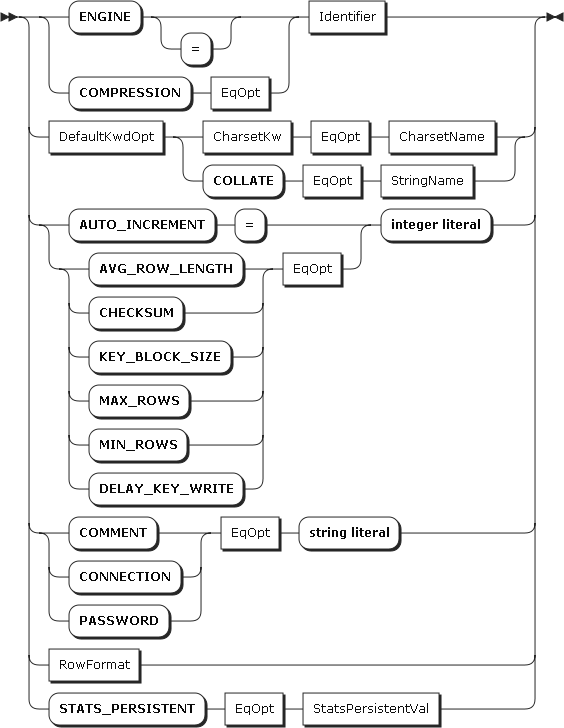 ENGINE
=
Identifier
COMPRESSION EqOpt
DefaultKwdOpt CharsetKw EqOpt CharsetName
COLLATE EqOpt StringName
AUTO_INCREMENT = integer literal
AVG_ROW_LENGTH EqOpt
CHECKSUM
KEY_BLOCK_SIZE
MAX_ROWS
MIN_ROWS
DELAY_KEY_WRITE
COMMENT EqOpt string literal
CONNECTION
PASSWORD
RowFormat
STATS_PERSISTENT EqOpt StatsPersistentVal